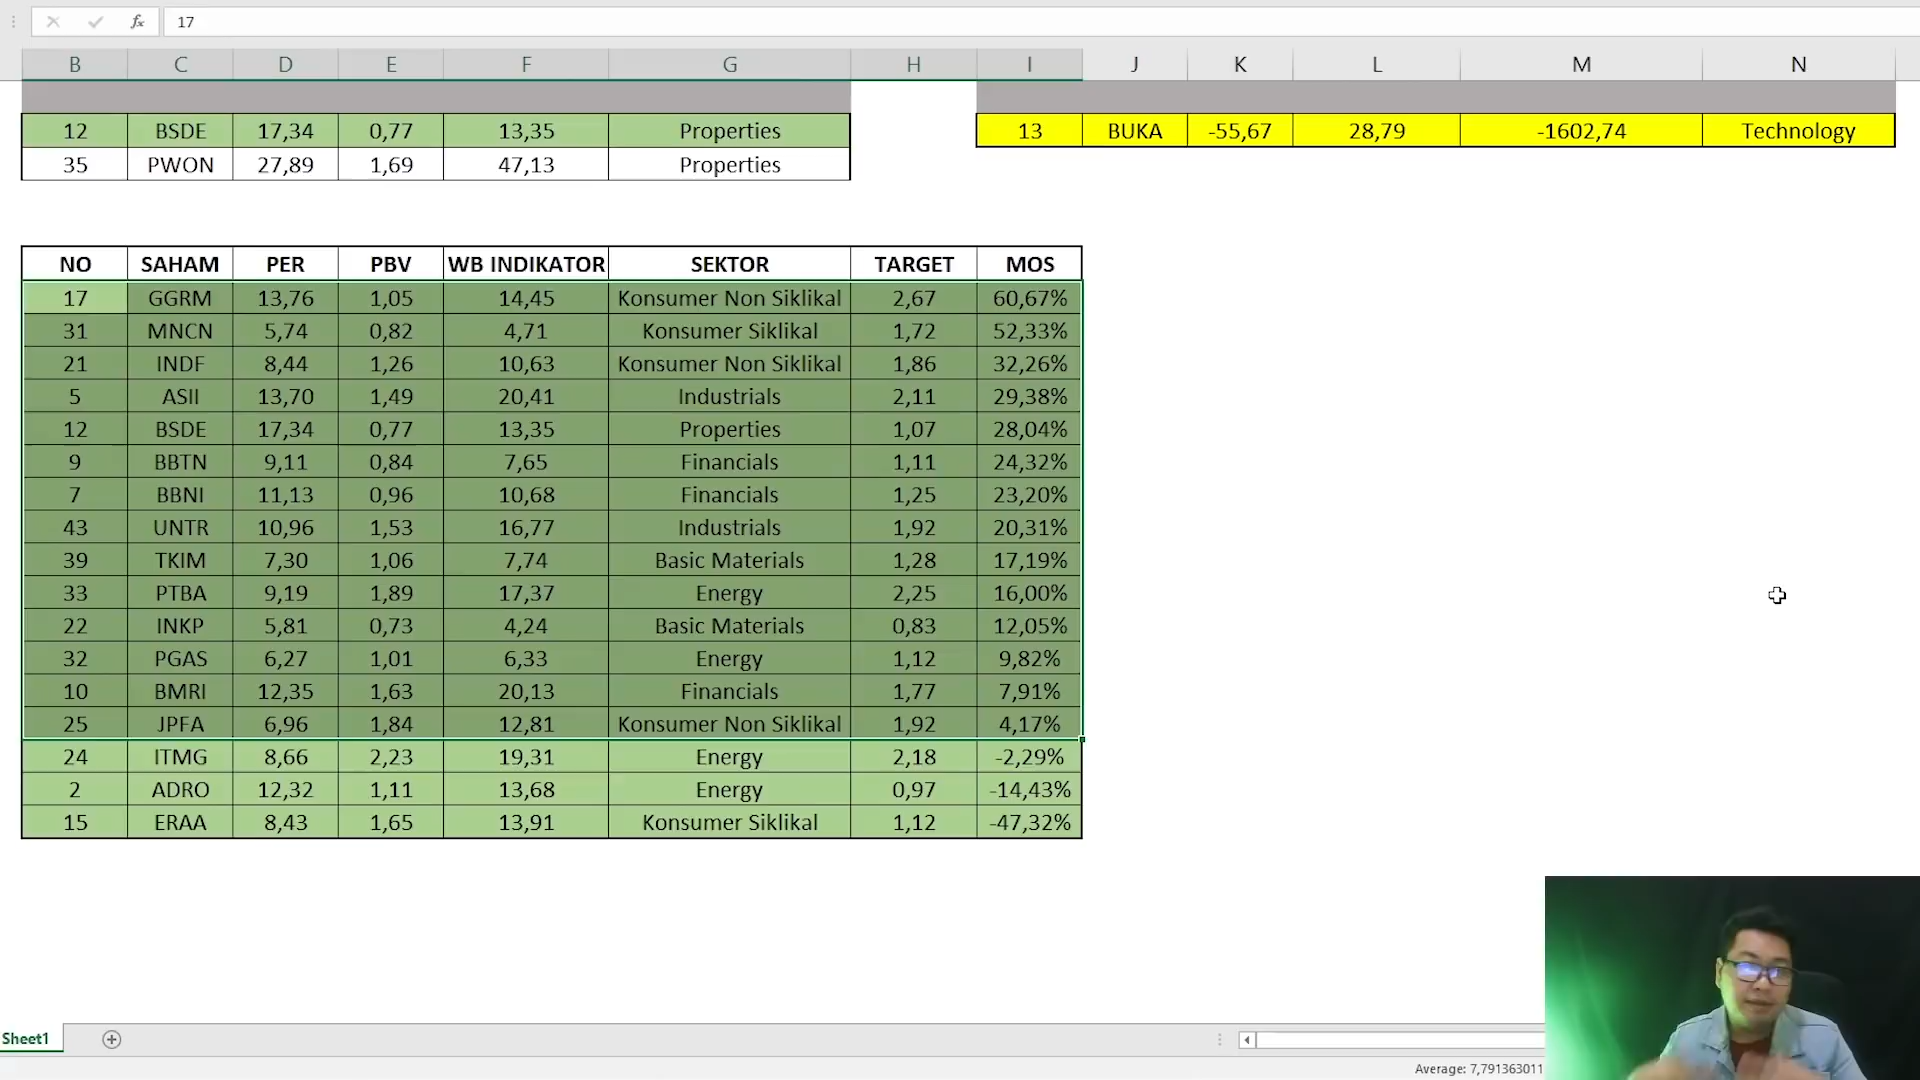 fx 17
B C D E F G H I J K L M N
12 BSDE 17,34 0,77 13,35 Properties 13 BUKA -55,67 28,79 -1602,74 Technology
35 PWON 27,89 1,69 47,13 Properties
NO SAHAM PER PBV WB INDIKATOR SEKTOR TARGET MOS
17 GGRM 13,76 1,05 14,45 Konsumer Non Siklikal 2,67 60,67%
31 MNCN 5,74 0,82 4,71 Konsumer Siklikal 1,72 52,33%
21 INDF 8,44 1,26 10,63 Konsumer Non Siklikal 1,86 32,26%
5 ASII 13,70 1,49 20,41 Industrials 2,11 29,38%
12 BSDE 17,34 0,77 13,35 Properties 1,07 28,04%
9 BBTN 9,11 0,84 7,65 Financials 1,11 24,32%
7 BBNI 11,13 0,96 10,68 Financials 1,25 23,20%
43 UNTR 10,96 1,53 16,77 Industrials 1,92 20,31%
39 TKIM 7,30 1,06 7,74 Basic Materials 1,28 17,19%
33 PTBA 9,19 1,89 17,37 Energy 2,25 16,00%
22 INKP 5,81 0,73 4,24 Basic Materials 0,83 12,05%
32 PGAS 6,27 1,01 6,33 Energy 1,12 9,82%
10 BMRI 12,35 1,63 20,13 Financials 1,77 7,91%
25 JPFA 6,96 1,84 12,81 Konsumer Non Siklikal 1,92 4,17%
24 ITMG 8,66 2,23 19,31 Energy 2,18 -2,29%
2 ADRO 12,32 1,11 13,68 Energy 0,97 -14,43%
15 ERAA 8,43 1,65 13,91 Konsumer Siklikal 1,12 -47,32%
Sheet1
Average: 7,791363011